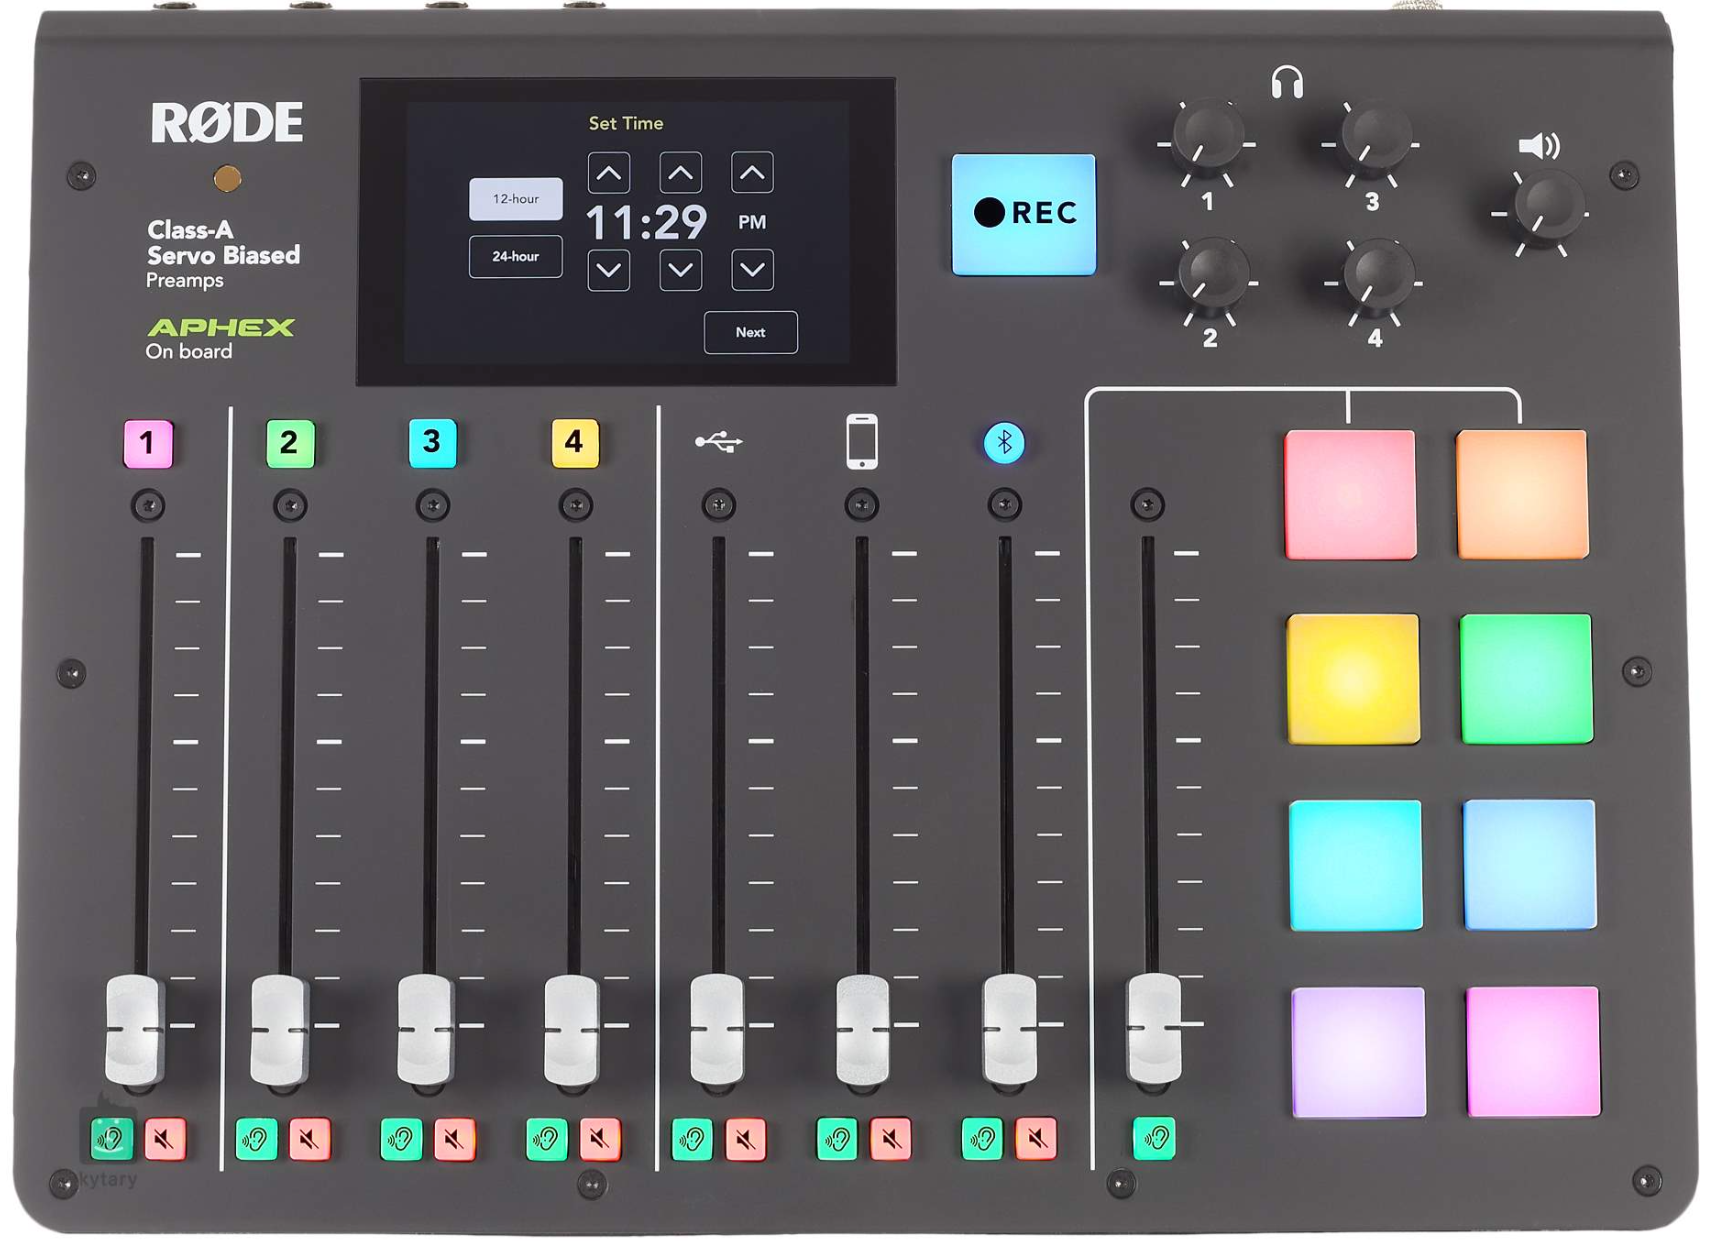 RØDE
Class-A
Servo Biased
Preamps
APHEX
On board
Set Time
12-hour
24-hour
11:29 PM
Next
REC
1
3
2
4
1
2
3
4
kytary